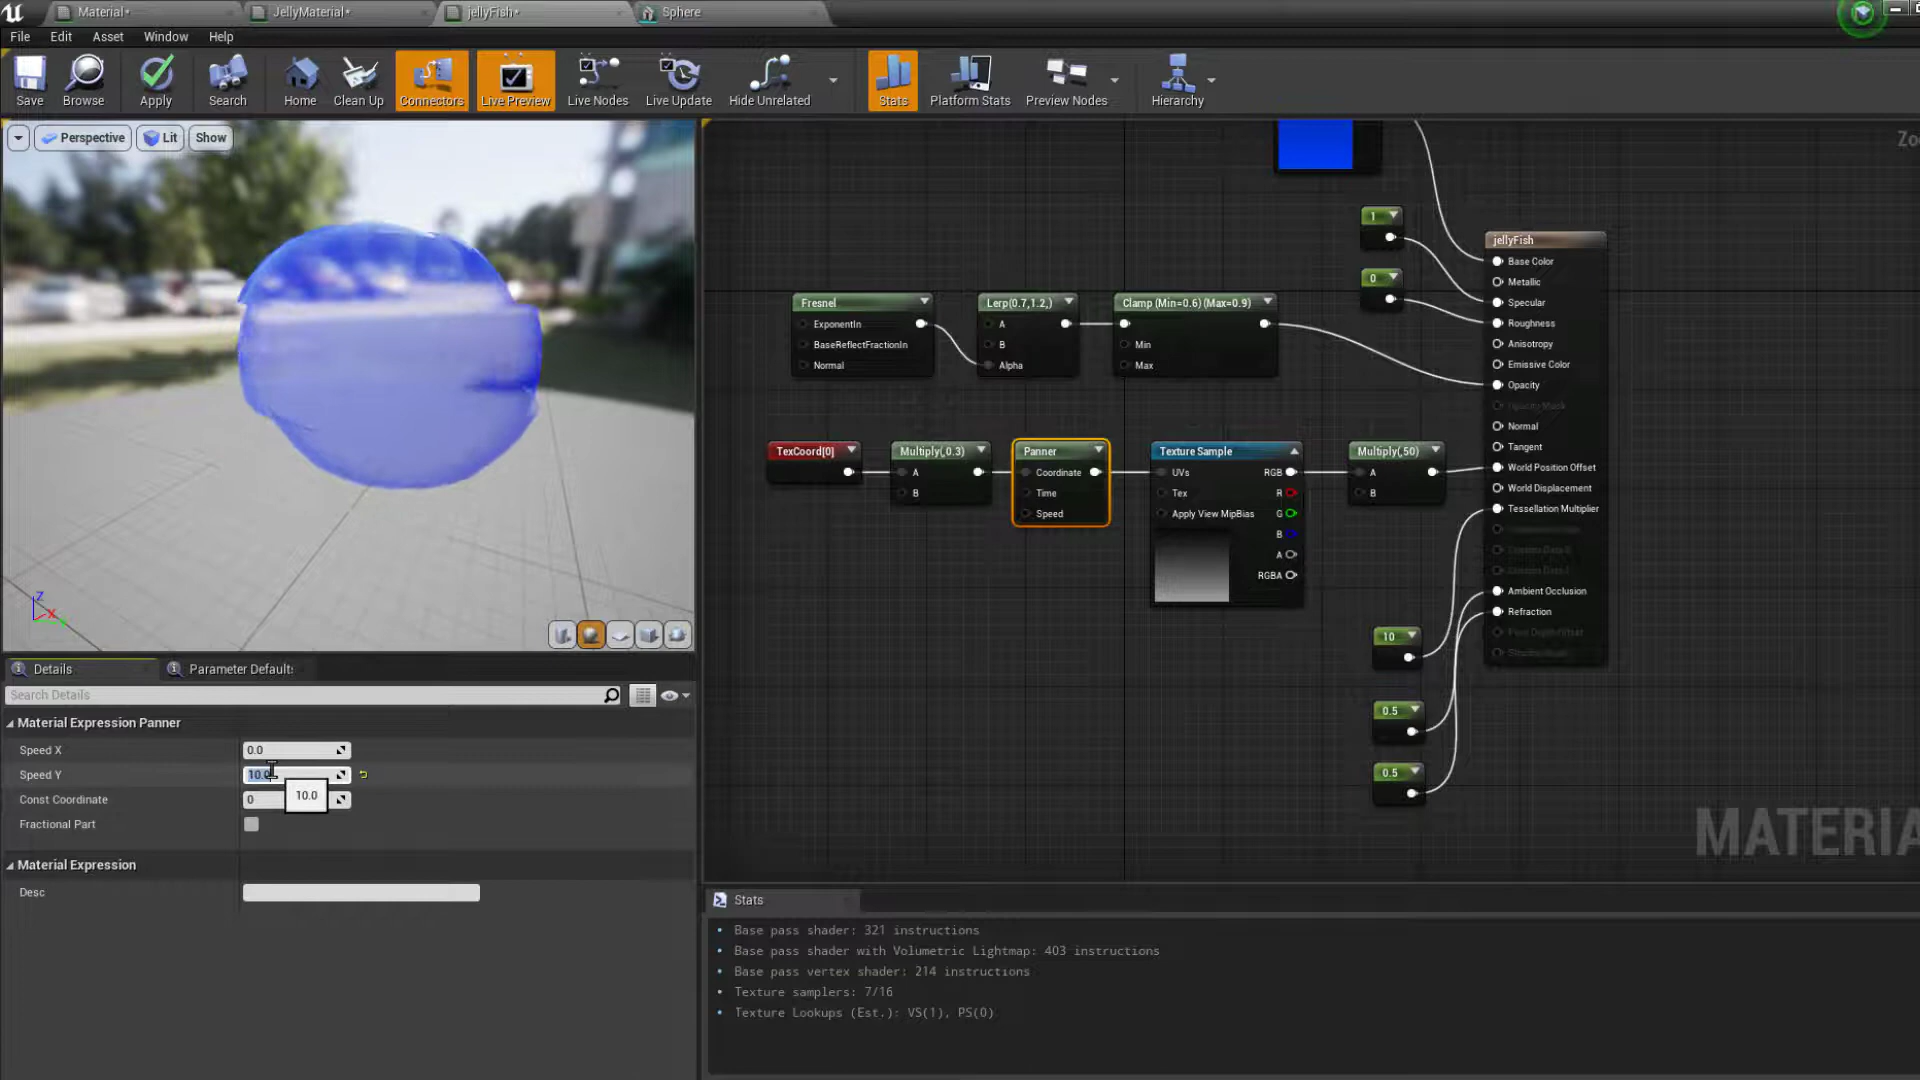 Material*
JellyMaterial*
jellyFish*
Sphere
File Edit Asset Window Help
Save Browse Apply Search Home Clean Up Connectors Live Preview Live Nodes Live Update Hide Unrelated Stats Platform Stats Preview Nodes Hierarchy
Perspective Lit Show
Zoo
1
0
jellyFish
Base Color
Metallic
Specular
Roughness
Anisotropy
Emissive Color
Opacity
Opacity Mask
Normal
Tangent
World Position Offset
World Displacement
Tessellation Multiplier
Ambient Occlusion
Refraction
Pixel Depth Offset
Fresnel
ExponentIn
BaseReflectFractionIn
Normal
Lerp(0.7,1.2,)
A
B
Alpha
Clamp (Min=0.6) (Max=0.9)
Min
Max
TexCoord[0]
Multiply(,0.3)
A
B
Panner
Coordinate
Time
Speed
Texture Sample
UVs RGB
Tex R
Apply View MipBias G
B
A
RGBA
Multiply(,50)
A
B
10
0.5
0.5
MATERIA
Z
X
Details
Parameter Default:
Search Details
Material Expression Panner
Speed X 0.0
Speed Y 10.0
10.0
Const Coordinate 0
Fractional Part
Material Expression
Desc
Stats
• Base pass shader: 321 instructions
• Base pass shader with Volumetric Lightmap: 403 instructions
• Base pass vertex shader: 214 instructions
• Texture samplers: 7/16
• Texture Lookups (Est.): VS(1), PS(0)